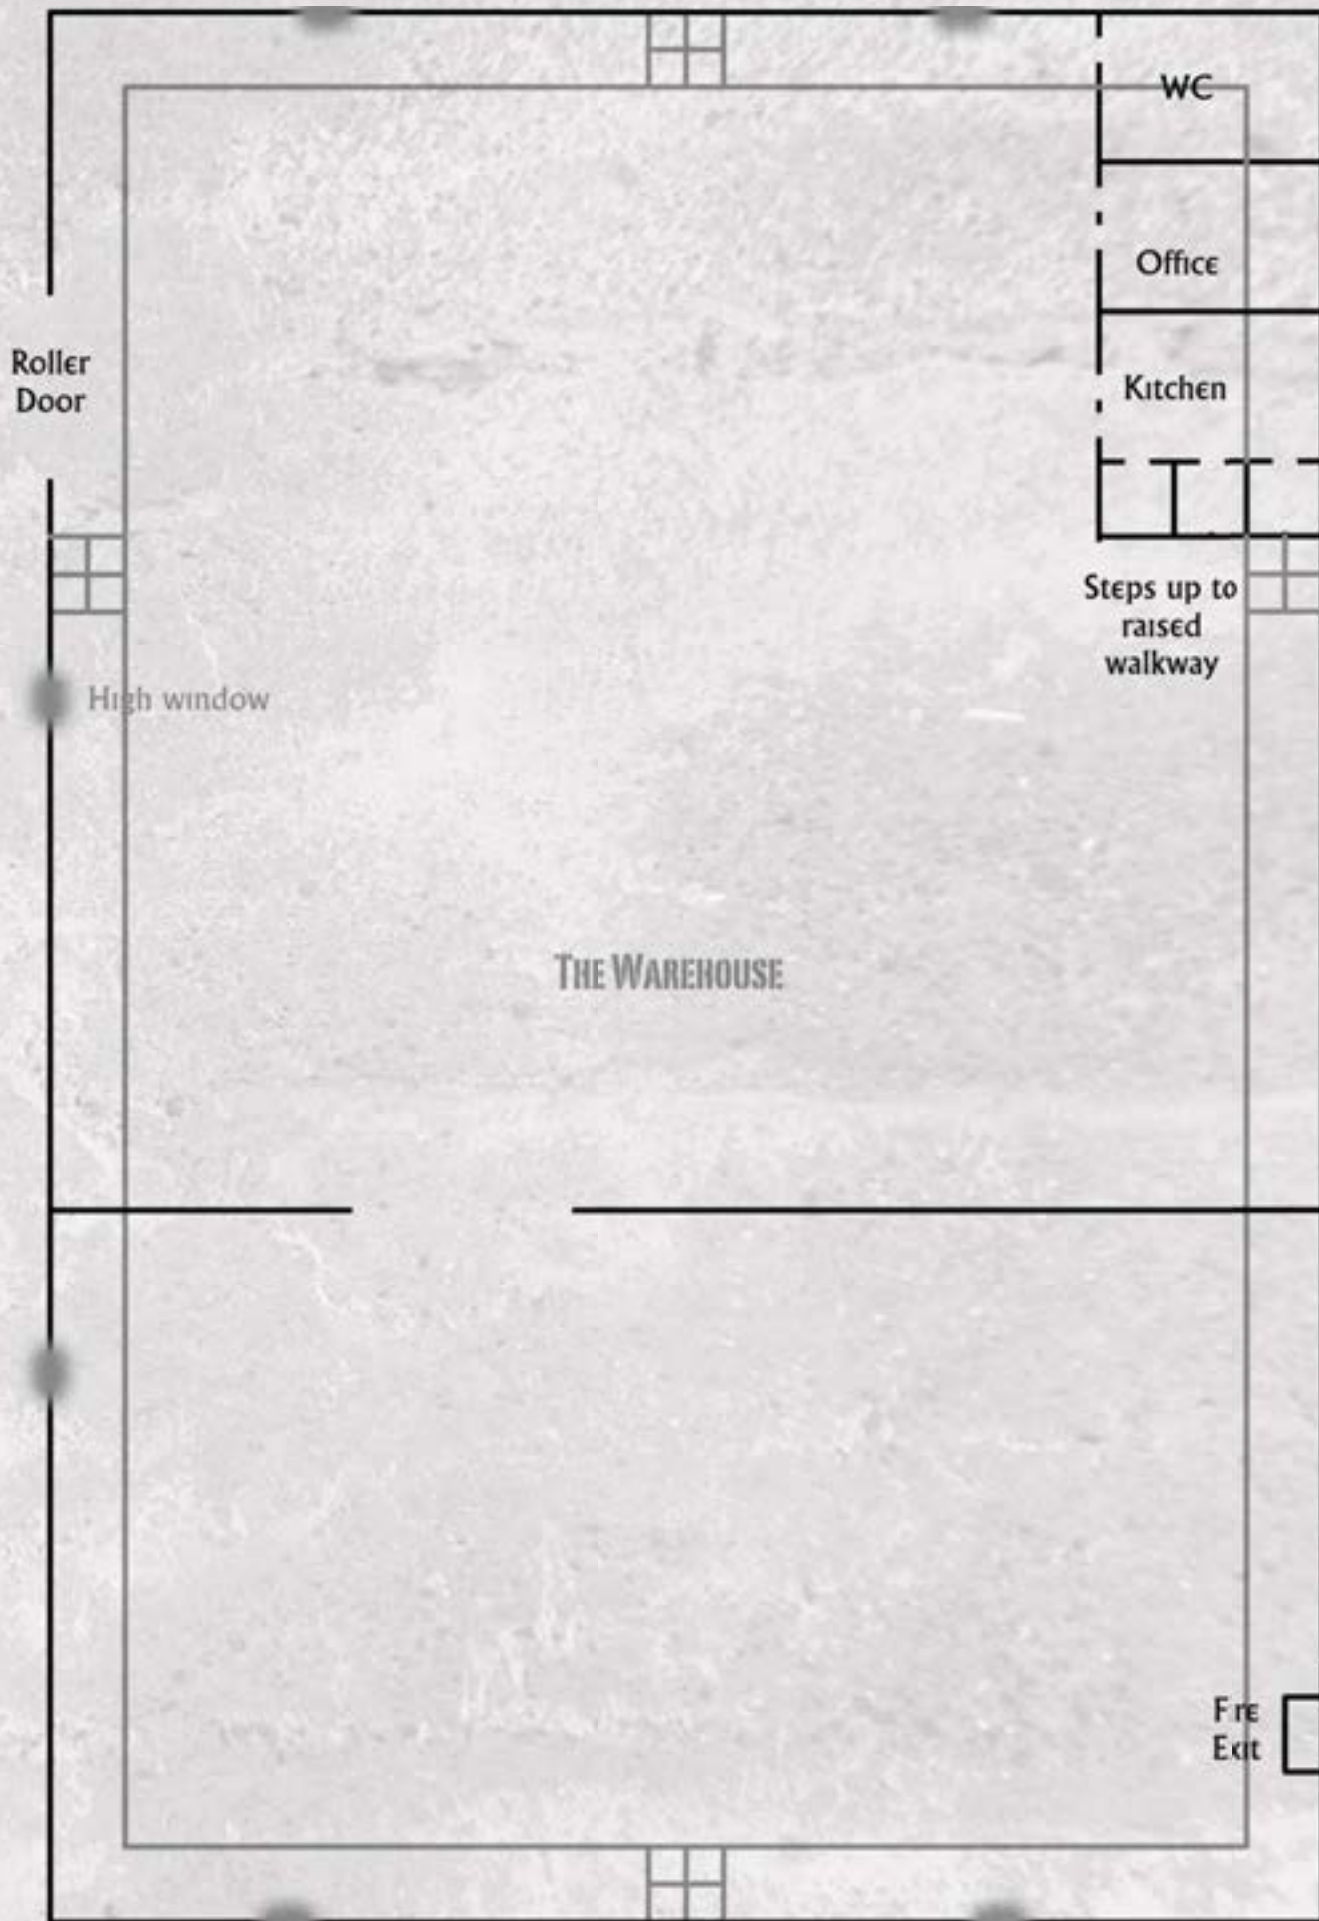 WC
Office
Roller
Door
Kitchen
Steps up to
raised
walkway
High window
THE WAREHOUSE
Fire
Exit